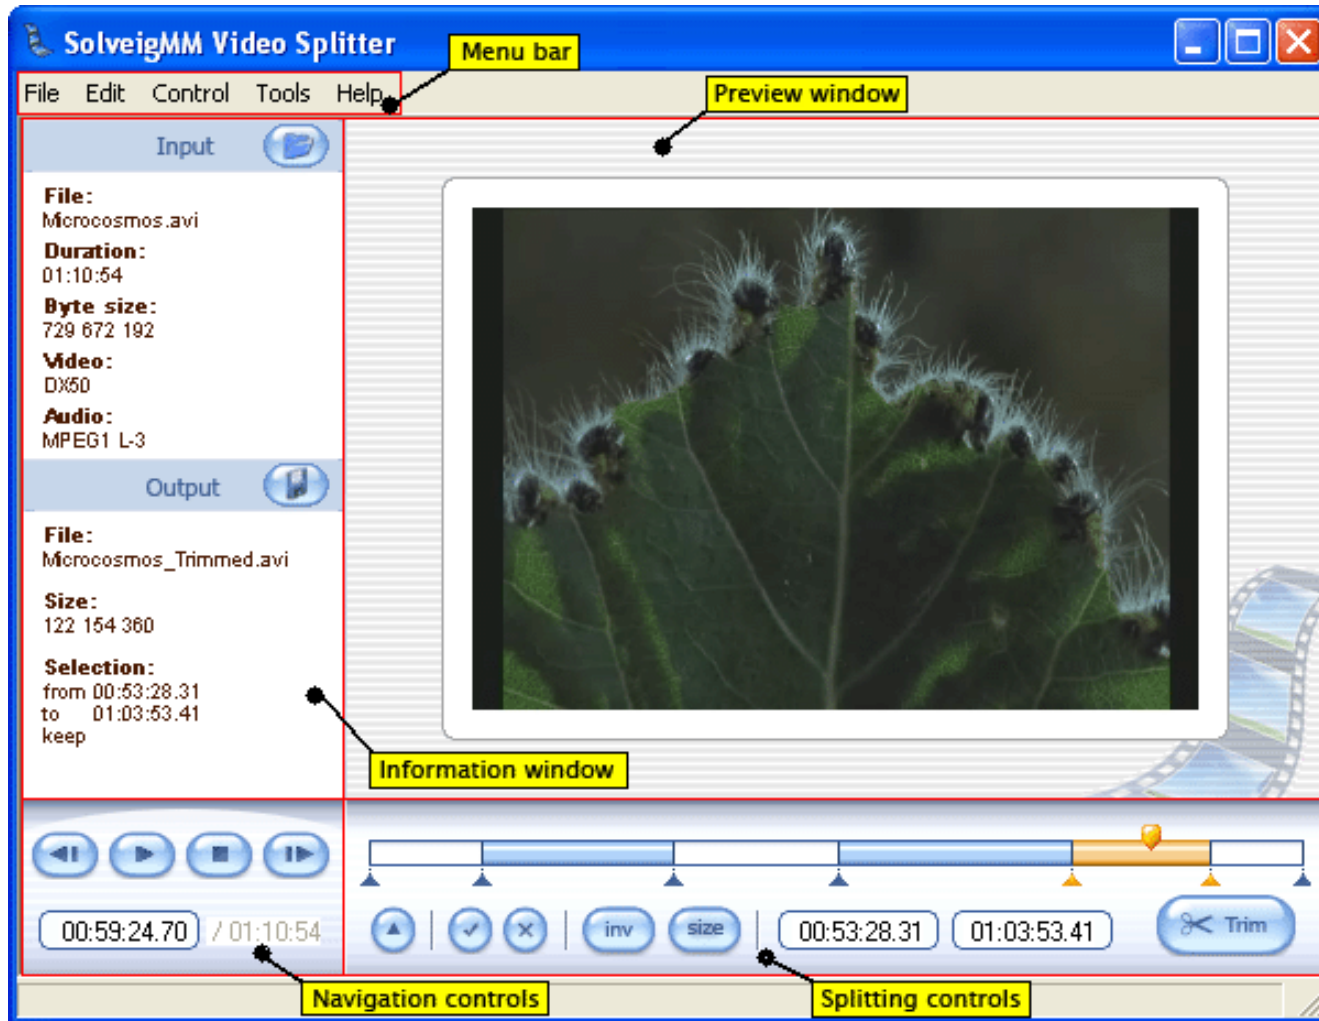 SolveigMM Video Splitter
Menu bar
File Edit Control Tools Help
Preview window
Input
File:
Microcosmos.avi
Duration:
01:10:54
Byte size:
729 672 192
Video:
DX50
Audio:
MPEG1 L-3
Output
File:
Microcosmos_Trimmed.avi
Size:
122 154 360
Selection:
from 00:53:28.31
to 01:03:53.41
keep
Information window
00:59:24.70 / 01:10:54
inv size 00:53:28.31 01:03:53.41 Trim
Navigation controls
Splitting controls